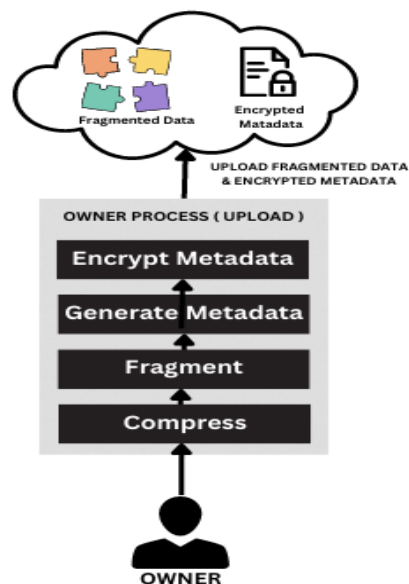 Fragmented Data
Encrypted
Matadata
UPLOAD FRAGMENTED DATA
& ENCRYPTED METADATA
OWNER PROCESS ( UPLOAD )
Encrypt Metadata
Generate Metadata
Fragment
Compress
OWNER